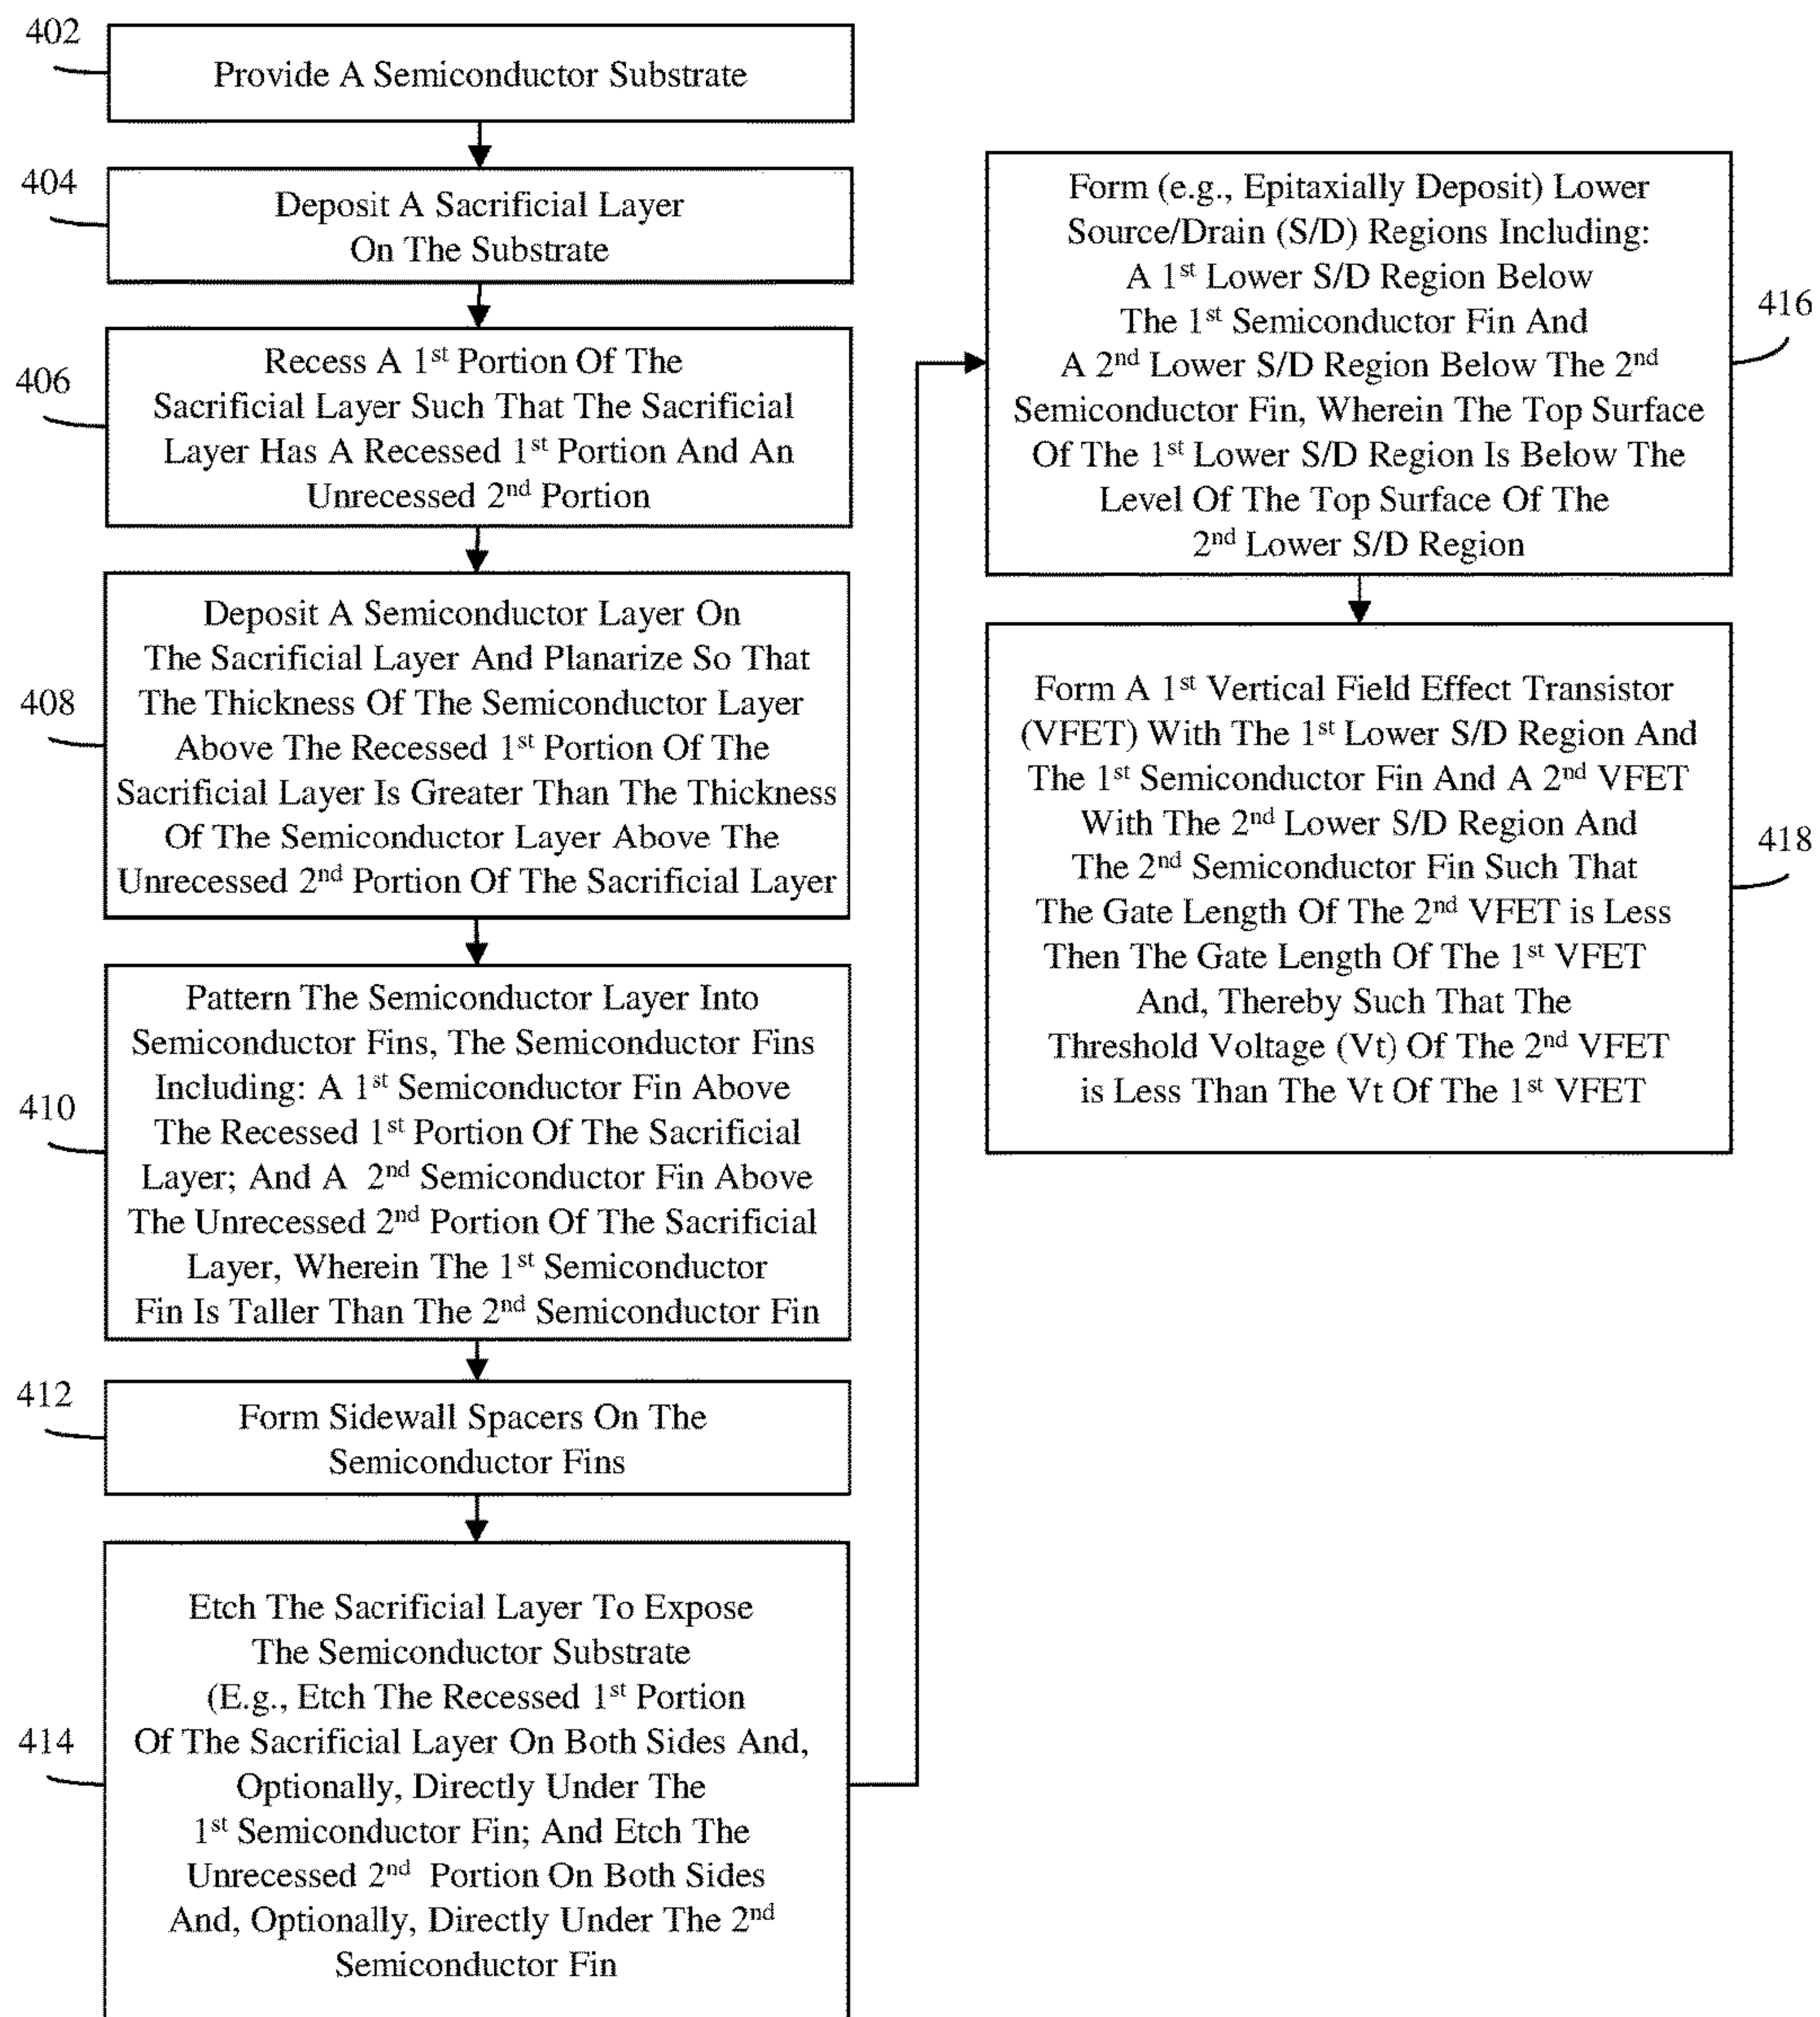 402
Provide A Semiconductor Substrate
404
Deposit A Sacrificial Layer
On The Substrate
406
Recess A 1st Portion Of The
Sacrificial Layer Such That The Sacrificial
Layer Has A Recessed 1st Portion And An
Unrecessed 2nd Portion
408
Deposit A Semiconductor Layer On
The Sacrificial Layer And Planarize So That
The Thickness Of The Semiconductor Layer
Above The Recessed 1st Portion Of The
Sacrificial Layer Is Greater Than The Thickness
Of The Semiconductor Layer Above The
Unrecessed 2nd Portion Of The Sacrificial Layer
410
Pattern The Semiconductor Layer Into
Semiconductor Fins, The Semiconductor Fins
Including: A 1st Semiconductor Fin Above
The Recessed 1st Portion Of The Sacrificial
Layer; And A 2nd Semiconductor Fin Above
The Unrecessed 2nd Portion Of The Sacrificial
Layer, Wherein The 1st Semiconductor
Fin Is Taller Than The 2nd Semiconductor Fin
412
Form Sidewall Spacers On The
Semiconductor Fins
414
Etch The Sacrificial Layer To Expose
The Semiconductor Substrate
(E.g., Etch The Recessed 1st Portion
Of The Sacrificial Layer On Both Sides And,
Optionally, Directly Under The
1st Semiconductor Fin; And Etch The
Unrecessed 2nd Portion On Both Sides
And, Optionally, Directly Under The 2nd
Semiconductor Fin
416
Form (e.g., Epitaxially Deposit) Lower
Source/Drain (S/D) Regions Including:
A 1st Lower S/D Region Below
The 1st Semiconductor Fin And
A 2nd Lower S/D Region Below The 2nd
Semiconductor Fin, Wherein The Top Surface
Of The 1st Lower S/D Region Is Below The
Level Of The Top Surface Of The
2nd Lower S/D Region
418
Form A 1st Vertical Field Effect Transistor
(VFET) With The 1st Lower S/D Region And
The 1st Semiconductor Fin And A 2nd VFET
With The 2nd Lower S/D Region And
The 2nd Semiconductor Fin Such That
The Gate Length Of The 2nd VFET is Less
Then The Gate Length Of The 1st VFET
And, Thereby Such That The
Threshold Voltage (Vt) Of The 2nd VFET
is Less Than The Vt Of The 1st VFET